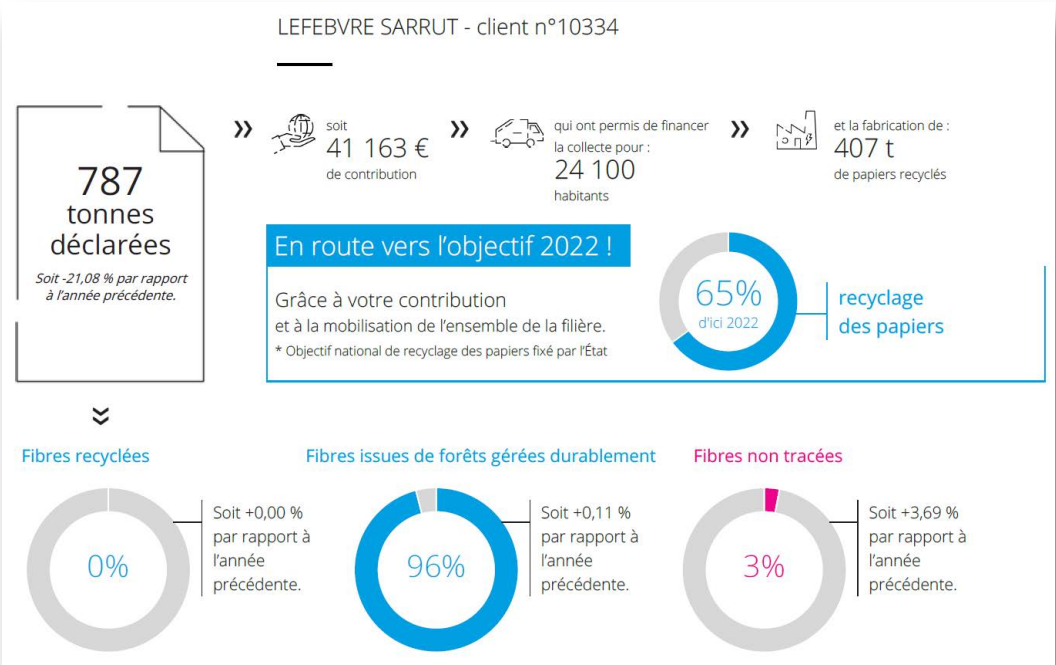 LEFEBVRE SARRUT - client n°10334
787
tonnes
déclarées
Soit -21,08 % par rapport
à l'année précédente.
soit
41 163 €
de contribution
qui ont permis de financer
la collecte pour :
24 100
habitants
et la fabrication de :
407 t
de papiers recyclés
En route vers l'objectif 2022 !
Grâce à votre contribution
et à la mobilisation de l'ensemble de la filière.
* Objectif national de recyclage des papiers fixé par l'État
65%
d'ici 2022
recyclage
des papiers
Fibres recyclées
0%
Soit +0,00 %
par rapport à
l'année
précédente.
Fibres issues de forêts gérées durablement
96%
Soit +0,11 %
par rapport à
l'année
précédente.
Fibres non tracées
3%
Soit +3,69 %
par rapport à
l'année
précédente.